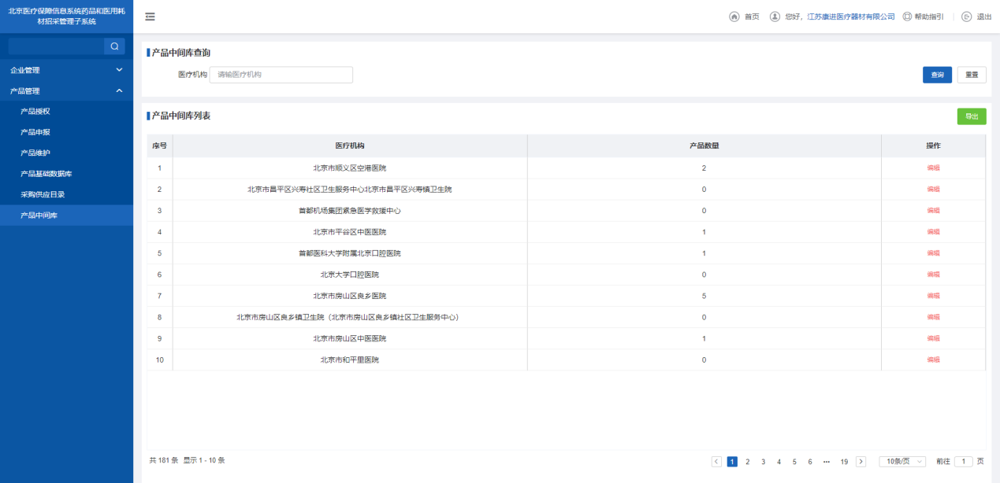 北京医疗保障信息系统药品和医用耗
材招采管理子系统
首页 您好，江苏康进医疗器材有限公司 帮助指引 退出
企业管理
产品管理
产品授权
产品申报
产品维护
产品基础数据库
采购供应目录
产品中间库
产品中间库查询
医疗机构 请输医疗机构 查询 重置
产品中间库列表 导出
序号 医疗机构 产品数量 操作
1 北京市顺义区空港医院 2 编辑
2 北京市昌平区兴寿社区卫生服务中心北京市昌平区兴寿镇卫生院 0 编辑
3 首都机场集团紧急医学救援中心 0 编辑
4 北京市平谷区中医医院 1 编辑
5 首都医科大学附属北京口腔医院 1 编辑
6 北京大学口腔医院 0 编辑
7 北京市房山区良乡医院 5 编辑
8 北京市房山区良乡镇卫生院（北京市房山区良乡镇社区卫生服务中心） 0 编辑
9 北京市房山区中医医院 1 编辑
10 北京市和平里医院 0 编辑
共 181 条 显示 1 - 10 条 1 2 3 4 5 6 ••• 19 10条/页 前往 1 页